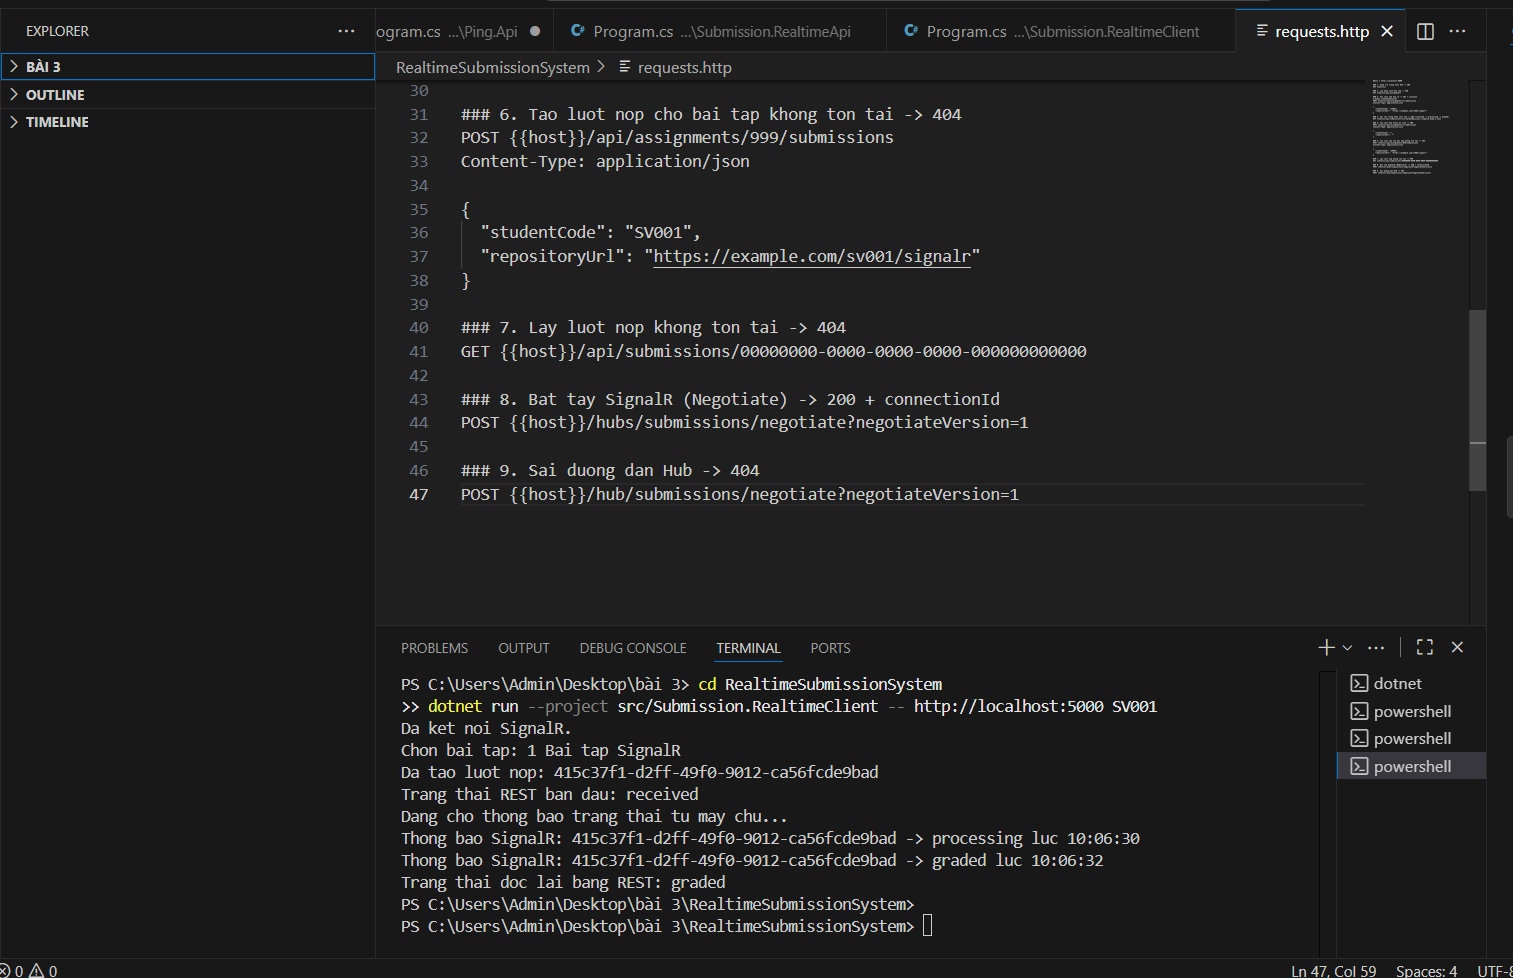 EXPLORER
BÀI 3
OUTLINE
TIMELINE
ogram.cs ...\Ping.Api
C# Program.cs ...\Submission.RealtimeApi
C# Program.cs ...\Submission.RealtimeClient
requests.http
RealtimeSubmissionSystem > requests.http
30
31 ### 6. Tao luot nop cho bai tap khong ton tai -> 404
32 POST {{host}}/api/assignments/999/submissions
33 Content-Type: application/json
34
35 {
36 "studentCode": "SV001",
37 "repositoryUrl": "https://example.com/sv001/signalr"
38 }
39
40 ### 7. Lay luot nop khong ton tai -> 404
41 GET {{host}}/api/submissions/00000000-0000-0000-0000-000000000000
42
43 ### 8. Bat tay SignalR (Negotiate) -> 200 + connectionId
44 POST {{host}}/hubs/submissions/negotiate?negotiateVersion=1
45
46 ### 9. Sai duong dan Hub -> 404
47 POST {{host}}/hub/submissions/negotiate?negotiateVersion=1
PROBLEMS OUTPUT DEBUG CONSOLE TERMINAL PORTS
PS C:\Users\Admin\Desktop\bài 3> cd RealtimeSubmissionSystem
>> dotnet run --project src/Submission.RealtimeClient -- http://localhost:5000 SV001
Da ket noi SignalR.
Chon bai tap: 1 Bai tap SignalR
Da tao luot nop: 415c37f1-d2ff-49f0-9012-ca56fcde9bad
Trang thai REST ban dau: received
Dang cho thong bao trang thai tu may chu...
Thong bao SignalR: 415c37f1-d2ff-49f0-9012-ca56fcde9bad -> processing luc 10:06:30
Thong bao SignalR: 415c37f1-d2ff-49f0-9012-ca56fcde9bad -> graded luc 10:06:32
Trang thai doc lai bang REST: graded
PS C:\Users\Admin\Desktop\bài 3\RealtimeSubmissionSystem>
PS C:\Users\Admin\Desktop\bài 3\RealtimeSubmissionSystem>
dotnet
powershell
powershell
powershell
0 0
Ln 47, Col 59 Spaces: 4 UTF-8